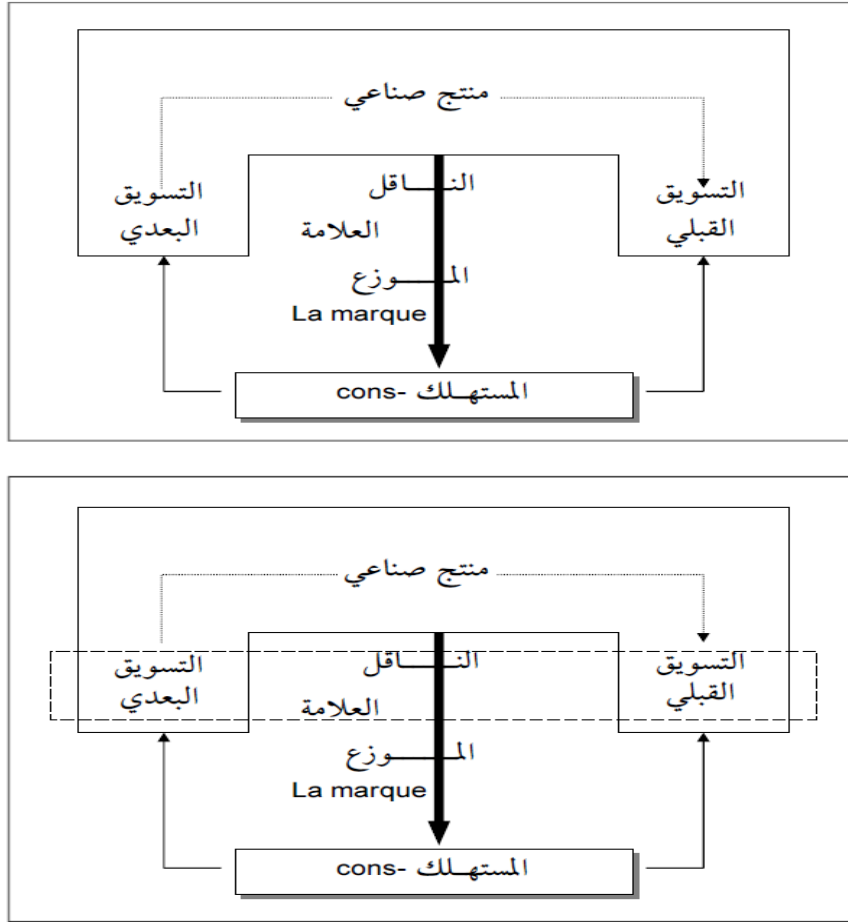 منتج صناعي
الناقل
التسويق القبلي
التسويق البعدي
العلامة
الموزع
La marque
المستهلك -cons
منتج صناعي
الناقل
التسويق القبلي
التسويق البعدي
العلامة
الموزع
La marque
المستهلك -cons